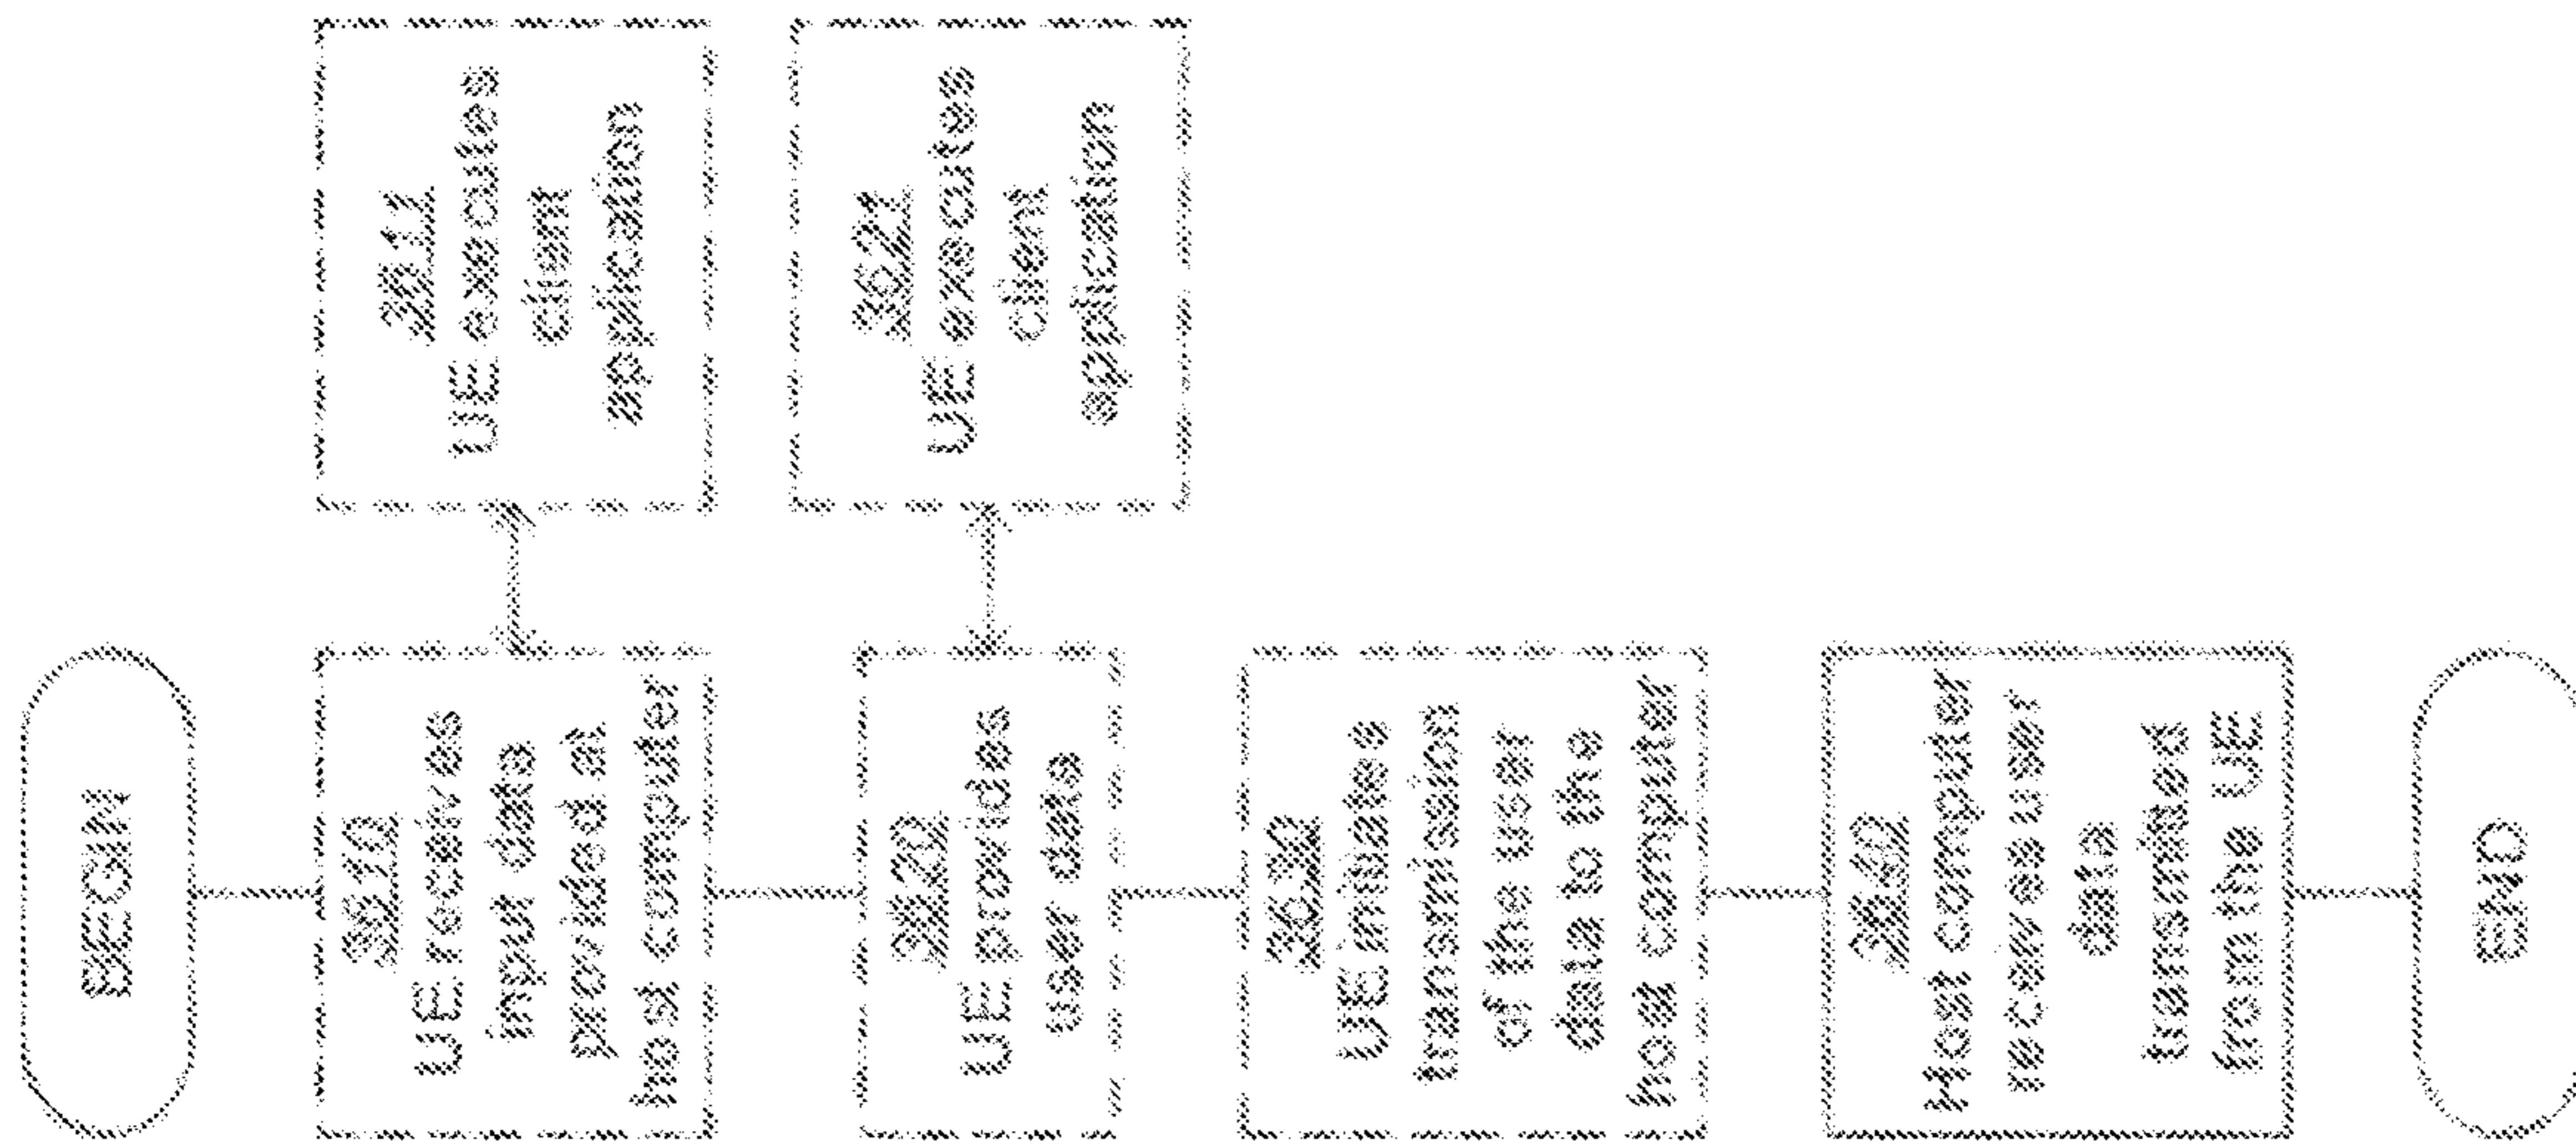 BEGIN
3610
UE receives
input data
provided at
host computer
3611
UE executes
client
application
3620
UE provides
user data
3621
UE executes
client
application
3630
UE initiates
transmission
of the user
data to the
host computer
3640
Host computer
receives user
data
transmitted
from the UE
END